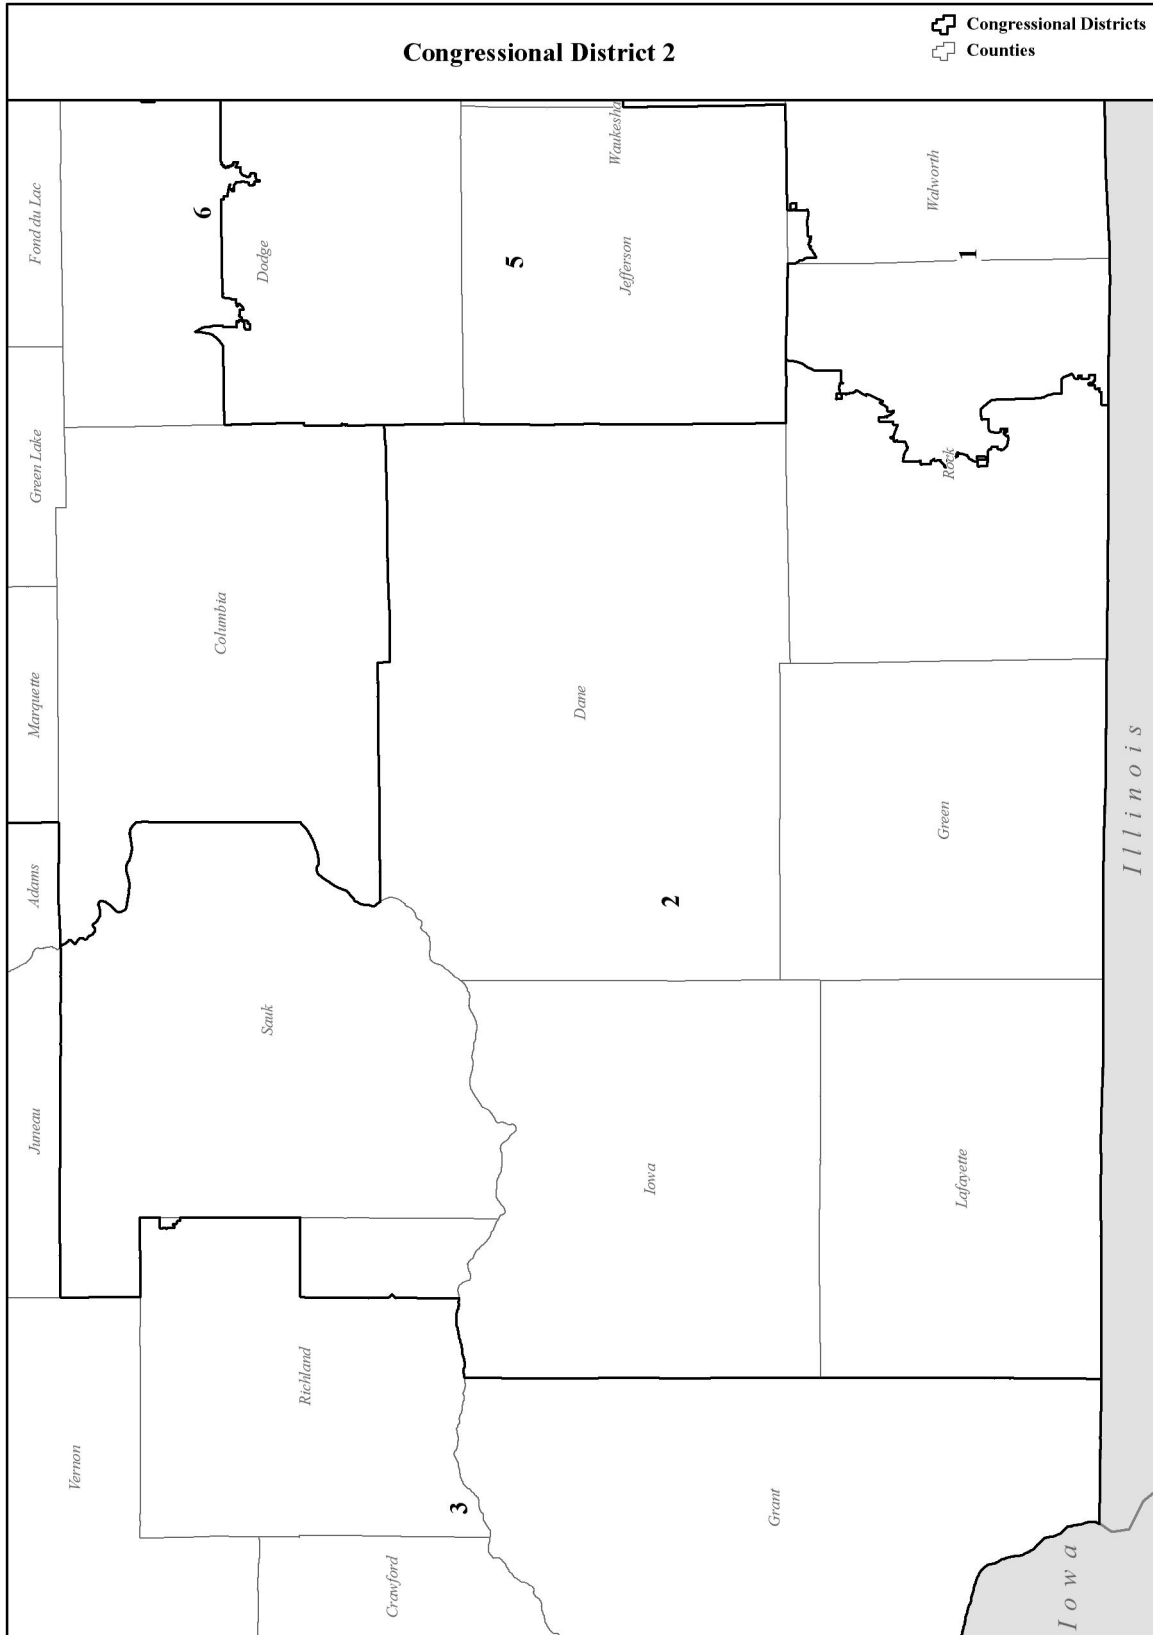 Congressional District 2
Congressional Districts
Counties
Fond du Lac
Green Lake
Marquette
Adams
Juneau
Vernon
6
Dodge
Columbia
Sauk
Richland
Crawford
3
5
Jefferson
Waukesha
Dane
2
Iowa
Grant
Walworth
1
Rock
Green
Lafayette
Illinois
Iowa